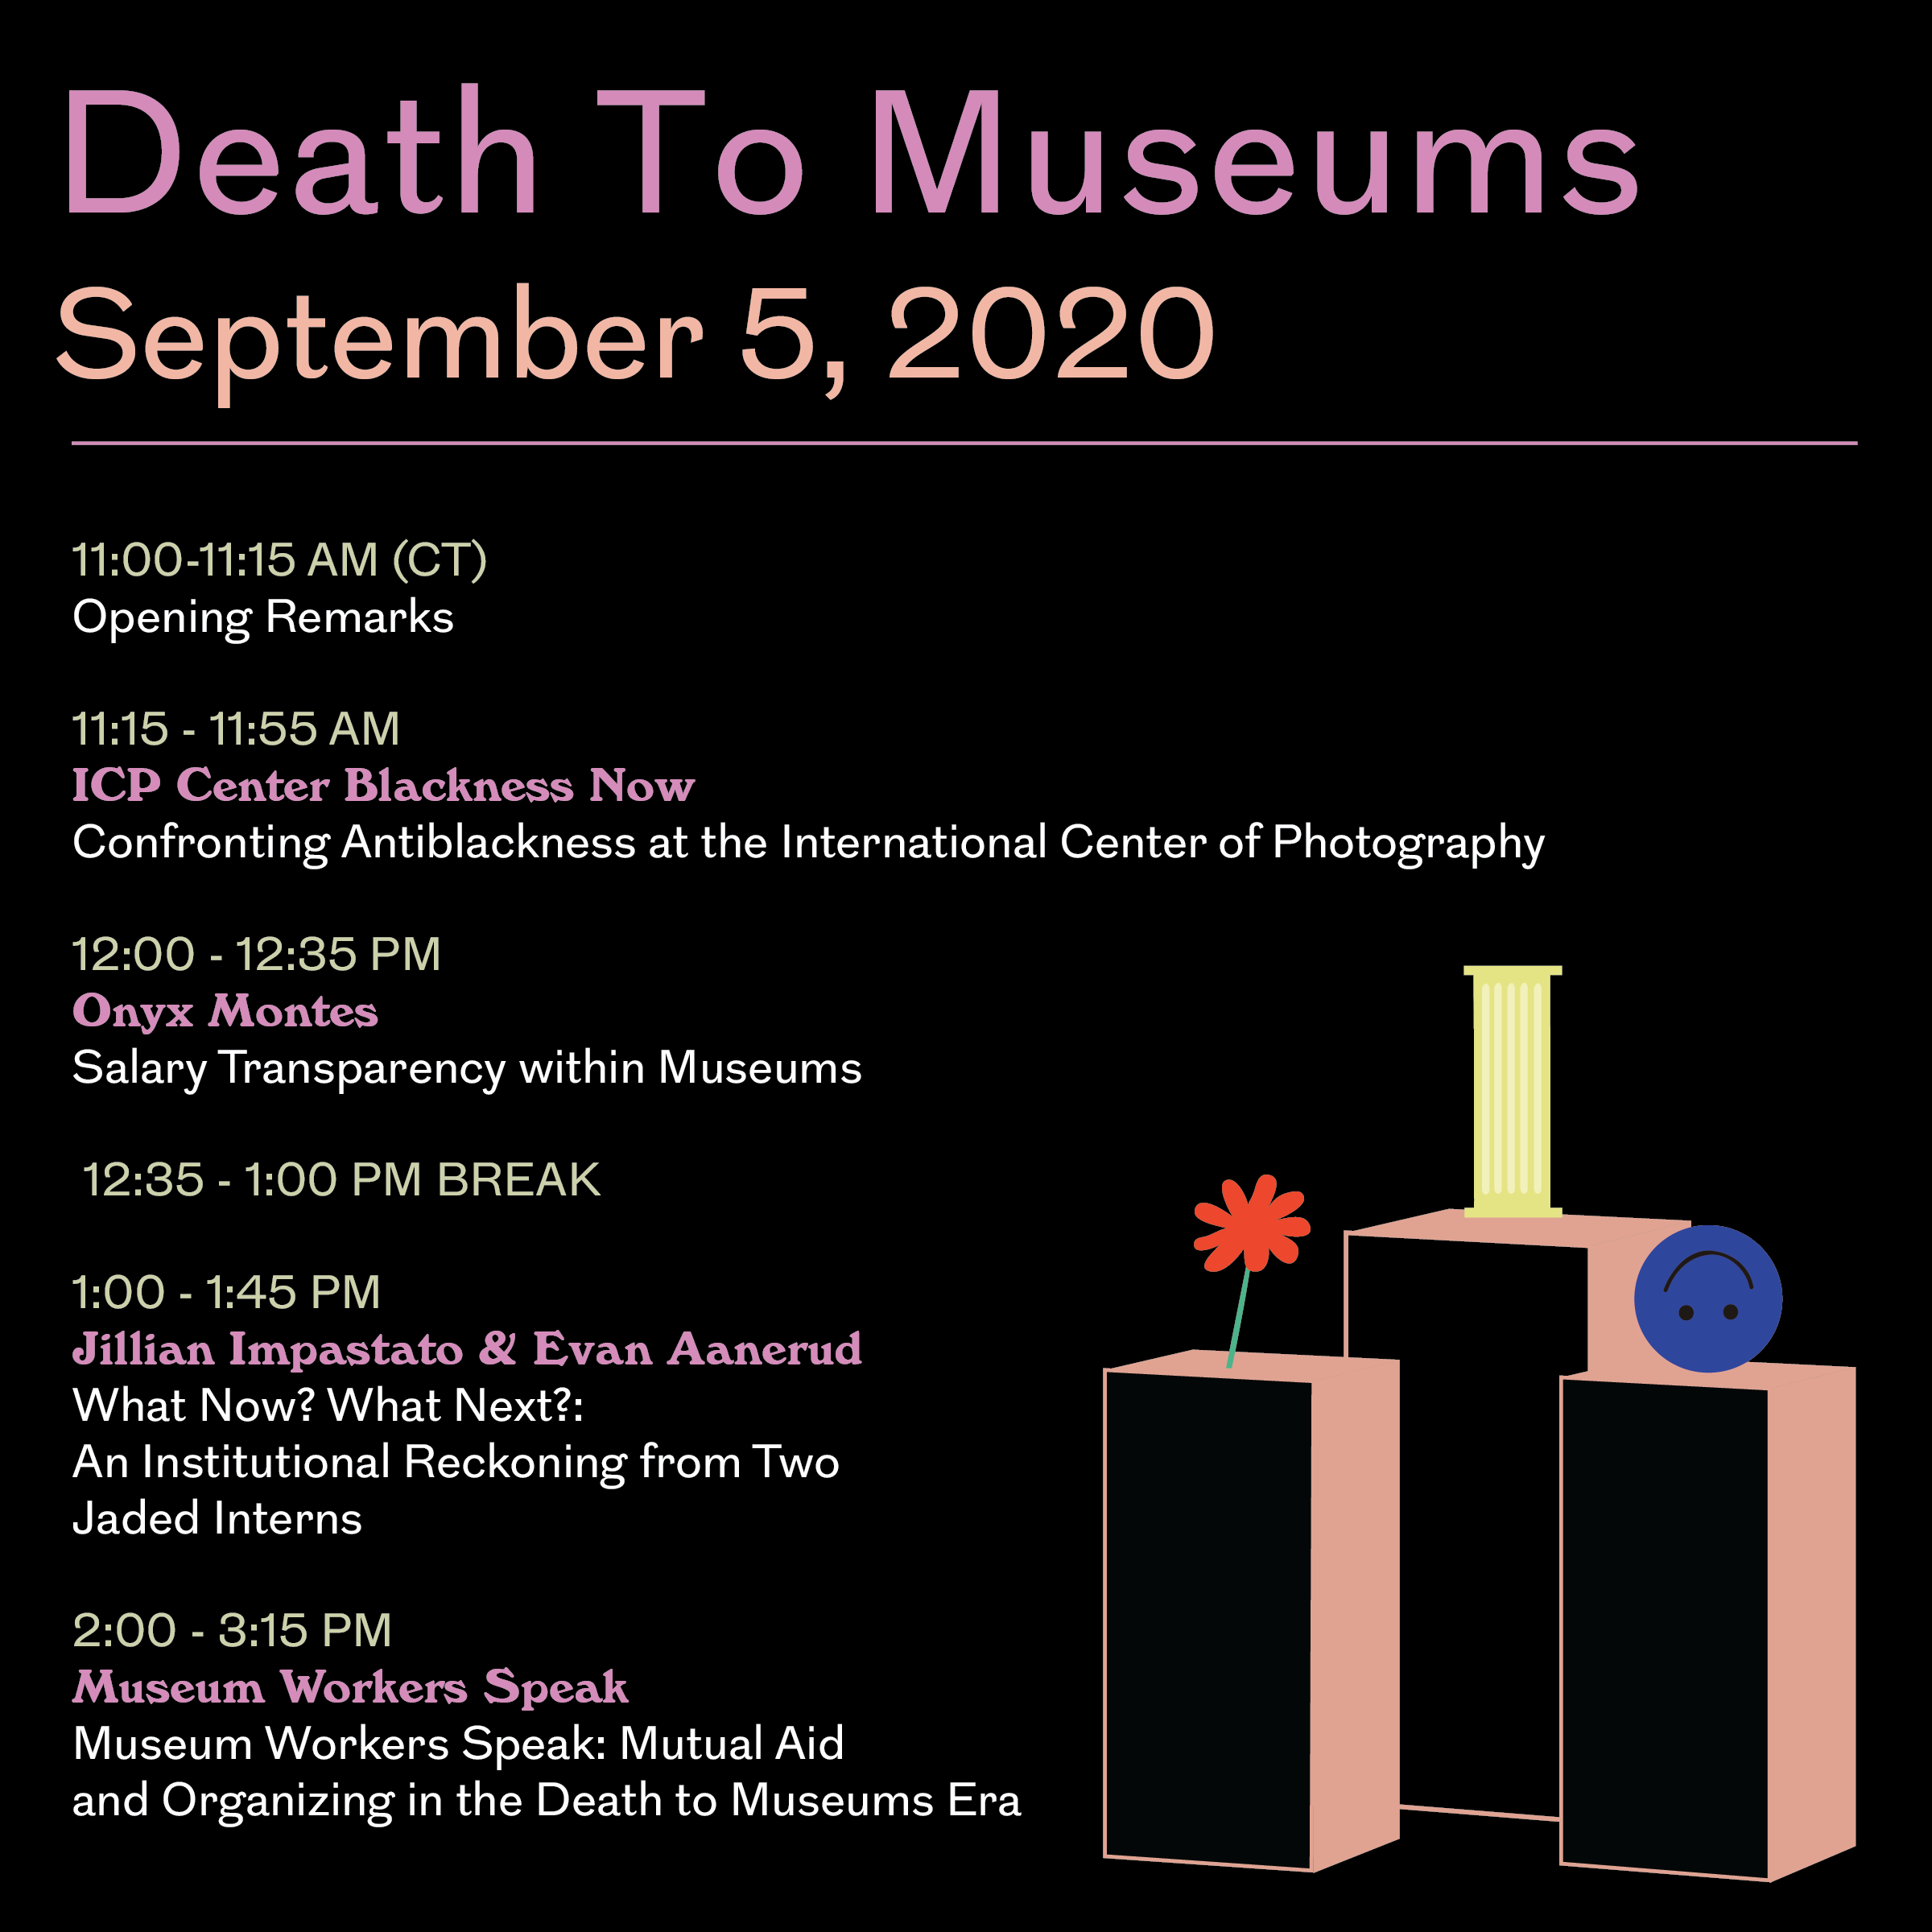 Death To Museums
September 5, 2020
11:00-11:15 AM (CT)
Opening Remarks
11:15 - 11:55 AM
ICP Center Blackness Now
Confronting Antiblackness at the International Center of Photography
12:00 - 12:35 PM
Onyx Montes
Salary Transparency within Museums
12:35 - 1:00 PM BREAK
1:00 - 1:45 PM
Jillian Impastato & Evan Aanerud
What Now? What Next?:
An Institutional Reckoning from Two
Jaded Interns
2:00 - 3:15 PM
Museum Workers Speak
Museum Workers Speak: Mutual Aid
and Organizing in the Death to Museums Era